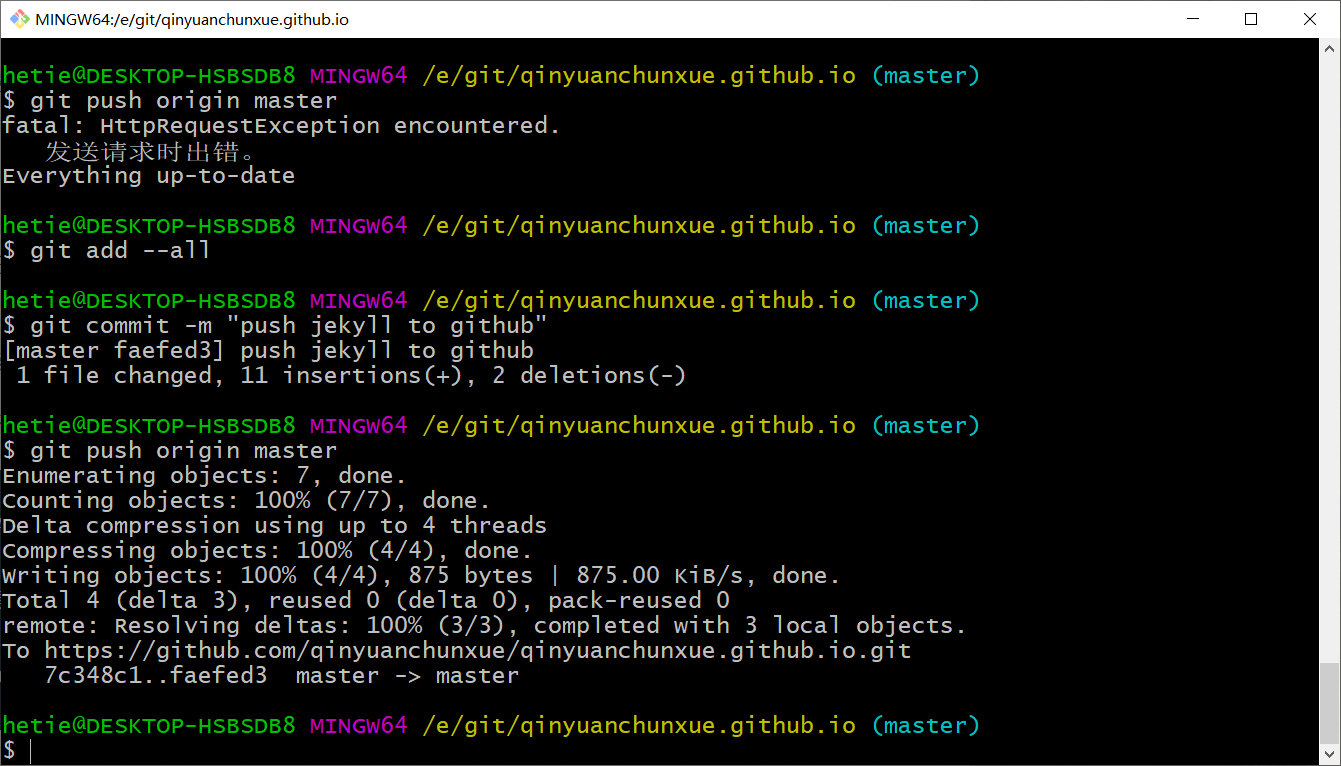 MINGW64:/e/git/qinyuanchunxue.github.io
hetie@DESKTOP-HSBSDB8 MINGW64 /e/git/qinyuanchunxue.github.io (master)
$ git push origin master
fatal: HttpRequestException encountered.
   发送请求时出错。
Everything up-to-date
hetie@DESKTOP-HSBSDB8 MINGW64 /e/git/qinyuanchunxue.github.io (master)
$ git add --all
hetie@DESKTOP-HSBSDB8 MINGW64 /e/git/qinyuanchunxue.github.io (master)
$ git commit -m "push jekyll to github"
[master faefed3] push jekyll to github
 1 file changed, 11 insertions(+), 2 deletions(-)
hetie@DESKTOP-HSBSDB8 MINGW64 /e/git/qinyuanchunxue.github.io (master)
$ git push origin master
Enumerating objects: 7, done.
Counting objects: 100% (7/7), done.
Delta compression using up to 4 threads
Compressing objects: 100% (4/4), done.
Writing objects: 100% (4/4), 875 bytes | 875.00 KiB/s, done.
Total 4 (delta 3), reused 0 (delta 0), pack-reused 0
remote: Resolving deltas: 100% (3/3), completed with 3 local objects.
To https://github.com/qinyuanchunxue/qinyuanchunxue.github.io.git
   7c348c1..faefed3  master -> master
hetie@DESKTOP-HSBSDB8 MINGW64 /e/git/qinyuanchunxue.github.io (master)
$